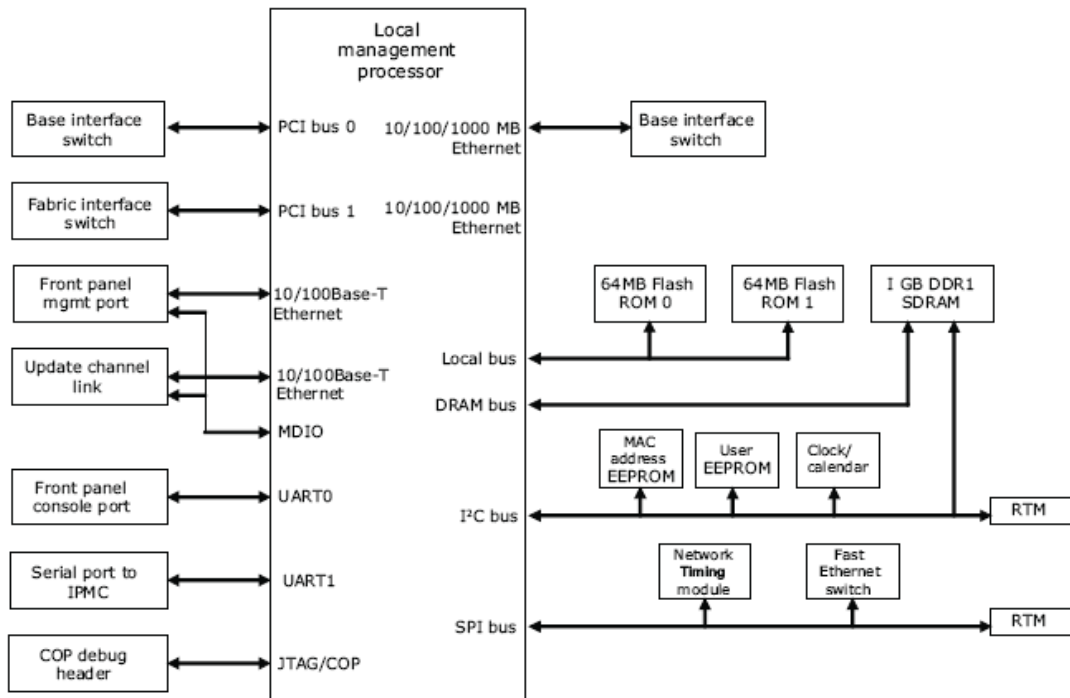 Local
management
processor
Base interface
switch
PCI bus 0
10/100/1000 MB
Ethernet
Base interface
switch
Fabric interface
switch
PCI bus 1
10/100/1000 MB
Ethernet
Front panel
mgmt port
10/100Base-T
Ethernet
64MB Flash
ROM 0
64MB Flash
ROM 1
I GB DDR1
SDRAM
Local bus
Update channel
link
10/100Base-T
Ethernet
DRAM bus
MDIO
MAC
address
EEPROM
User
EEPROM
Clock/
calendar
Front panel
console port
UART0
I²C bus
RTM
Serial port to
IPMC
UART1
Network
Timing
module
Fast
Ethernet
switch
SPI bus
RTM
COP debug
header
JTAG/COP